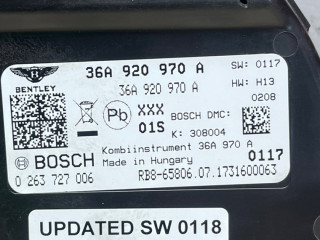 36A 920 970 A SW: 0117
BENTLEY 36A 920 970 A HW: H13
0208
Pb XXX BOSCH DMC:
01S K: 308004
Kombiinstrument 36A 970 A
BOSCH Made in Hungary 0117
0 263 727 006 RB8-65806.07.1731600063
UPDATED SW 0118